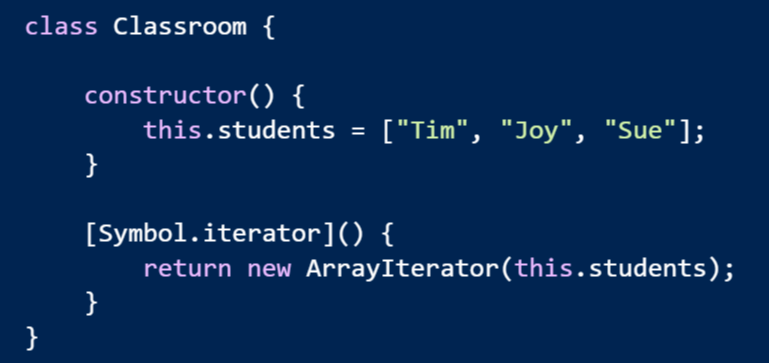 class Classroom {
constructor() {
this.students = ["Tim", "Joy", "Sue"];
}
[Symbol.iterator]() {
return new ArrayIterator(this.students);
}
}